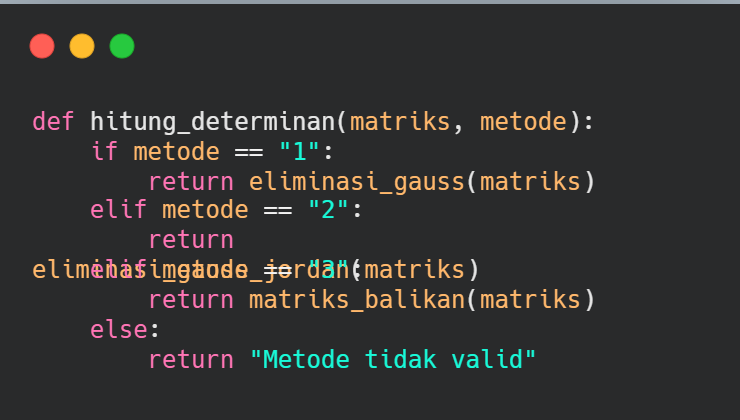 def hitung_determinan(matriks, metode):
    if metode == "1":
        return eliminasi_gauss(matriks)
    elif metode == "2":
        return
eliminasi_gauss_jordan(matriks)
    elif metode == "3":
        return matriks_balikan(matriks)
    else:
        return "Metode tidak valid"